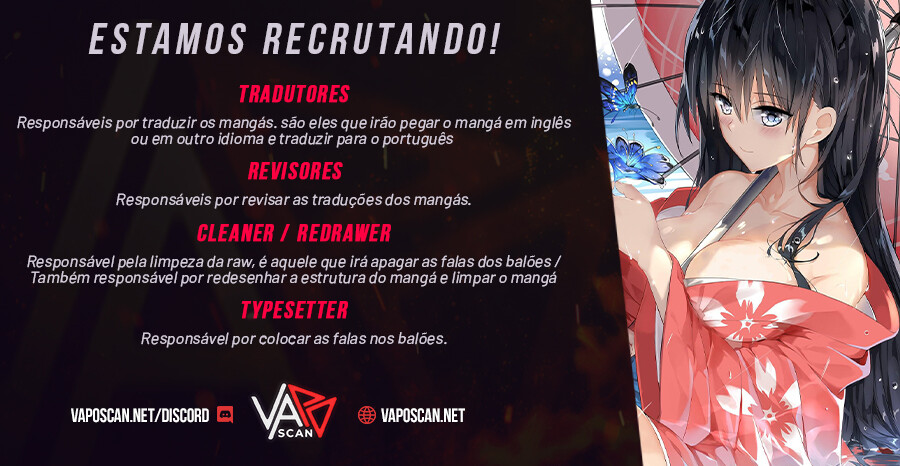 ESTAMOS RECRUTANDO!
TRADUTORES
Responsáveis por traduzir os mangás. são eles que irão pegar o mangá em inglês
ou em outro idioma e traduzir para o português
REVISORES
Responsáveis por revisar as traduções dos mangás.
CLEANER / REDRAWER
Responsável pela limpeza da raw, é aquele que irá apagar as falas dos balões /
Também responsável por redesenhar a estrutura do mangá e limpar o mangá
TYPESETTER
Responsável por colocar as falas nos balões.
VAPOSCAN.NET/DISCORD
VAPO
SCAN
VAPOSCAN.NET